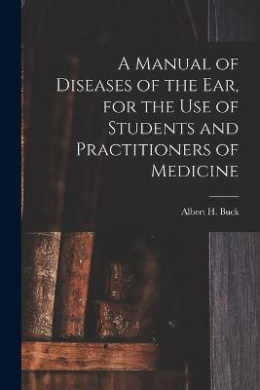 A Manual of
Diseases of the Ear,
for the Use of
Students and
Practitioners of
Medicine
Albert H. Buck